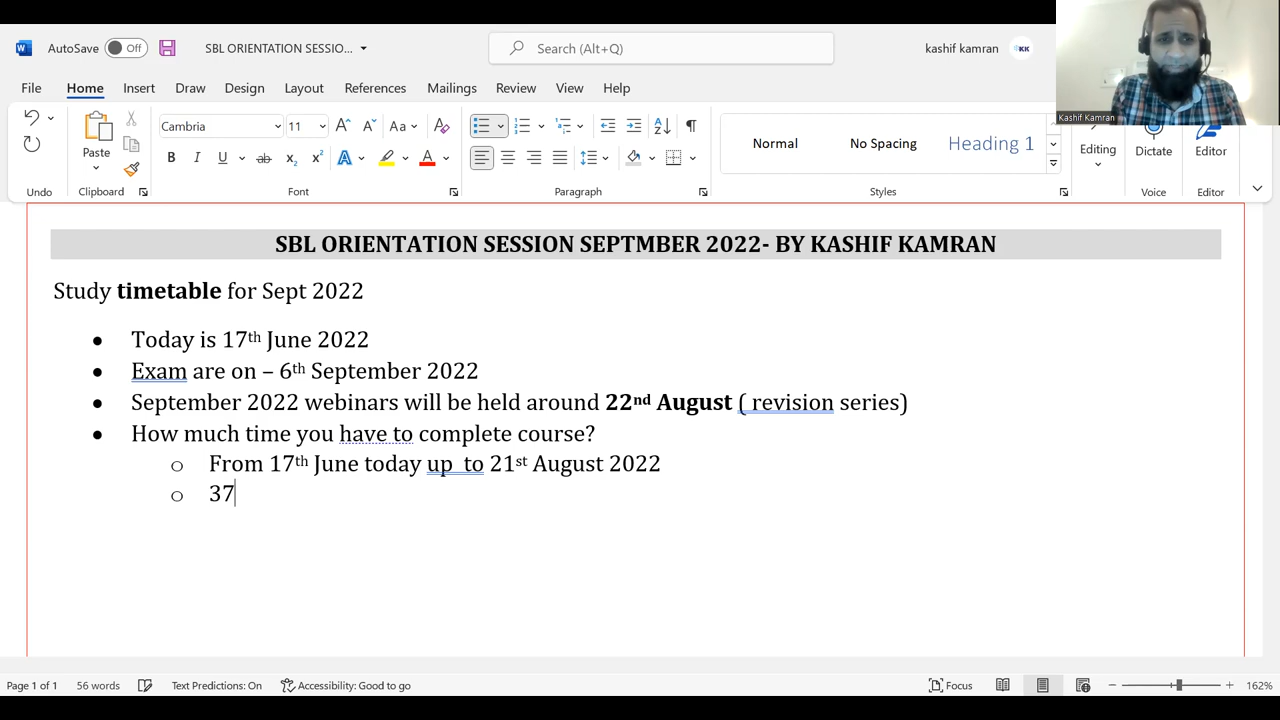 AutoSave Off SBL ORIENTATION SESSIO... Search (Alt+Q) kashif kamran KK
File Home Insert Draw Design Layout References Mailings Review View Help
Kashif Kamran
Cambria 11 Aa
Paste B I U ab x₂ x² A A Normal No Spacing Heading 1 Editing Dictate Editor
Undo Clipboard Font Paragraph Styles Voice Editor
SBL ORIENTATION SESSION SEPTMBER 2022- BY KASHIF KAMRAN
Study timetable for Sept 2022
• Today is 17th June 2022
• Exam are on – 6th September 2022
• September 2022 webinars will be held around 22nd August ( revision series)
• How much time you have to complete course?
o From 17th June today up  to 21st August 2022
o 37
Page 1 of 1 56 words Text Predictions: On Accessibility: Good to go Focus 162%